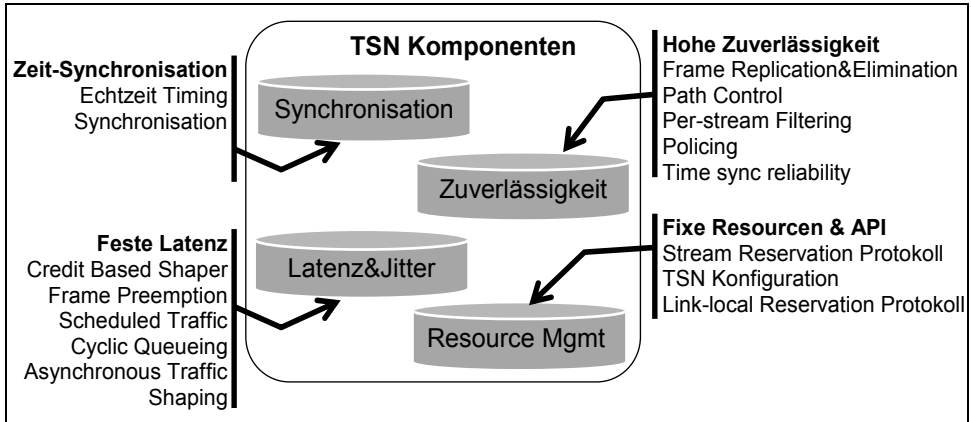 TSN Komponenten
Zeit-Synchronisation
Echtzeit Timing
Synchronisation
Synchronisation
Hohe Zuverlässigkeit
Frame Replication&Elimination
Path Control
Per-stream Filtering
Policing
Time sync reliability
Zuverlässigkeit
Feste Latenz
Credit Based Shaper
Frame Preemption
Scheduled Traffic
Cyclic Queueing
Asynchronous Traffic
Shaping
Latenz&Jitter
Fixe Resourcen & API
Stream Reservation Protokoll
TSN Konfiguration
Link-local Reservation Protokoll
Resource Mgmt